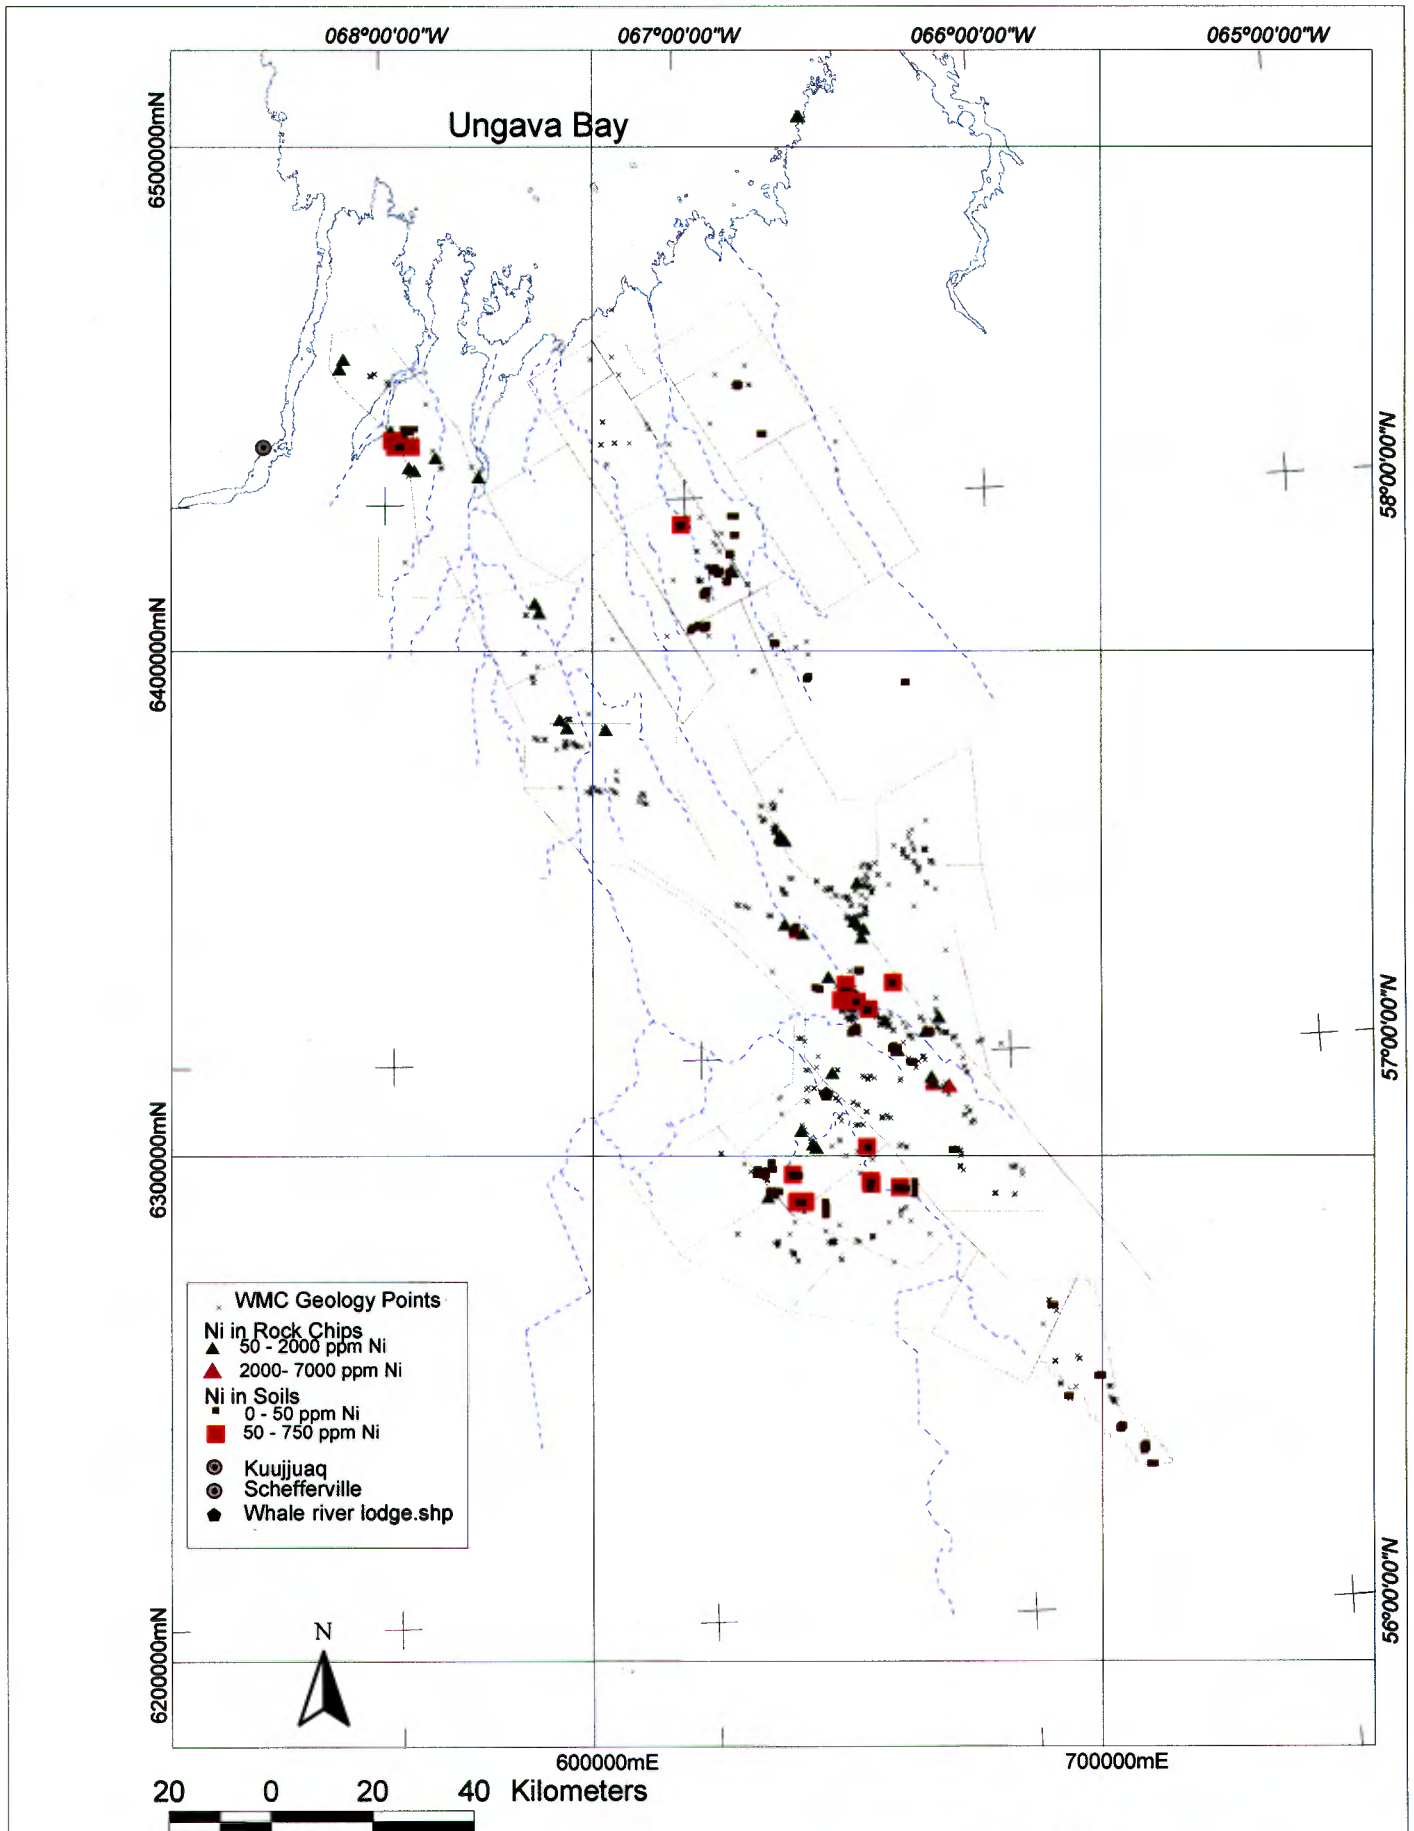 068°00'00"W 067°00'00"W 066°00'00"W 065°00'00"W
Ungava Bay
6500000mN
58°00'00"N
6400000mN
57°00'00"N
6300000mN
WMC Geology Points
Ni in Rock Chips
50 - 2000 ppm Ni
2000- 7000 ppm Ni
Ni in Soils
0 - 50 ppm Ni
50 - 750 ppm Ni
Kuujjuaq
Schefferville
Whale river lodge.shp
56°00'00"N
N
6200000mN
600000mE 700000mE
20 0 20 40 Kilometers